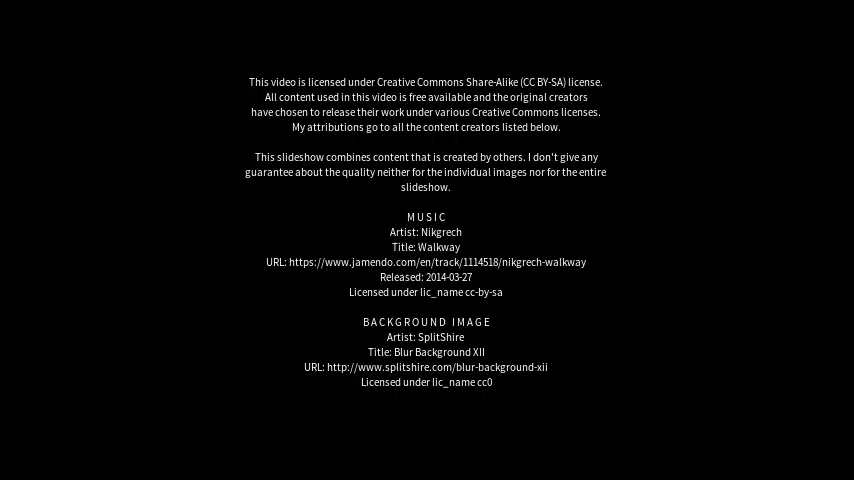 This video is licensed under Creative Commons Share-Alike (CC BY-SA) license.
All content used in this video is free available and the original creators
have chosen to release their work under various Creative Commons licenses.
My attributions go to all the content creators listed below.
This slideshow combines content that is created by others. I don't give any
guarantee about the quality neither for the individual images nor for the entire
slideshow.
MUSIC
Artist: Nikgrech
Title: Walkway
URL: https://www.jamendo.com/en/track/1114518/nikgrech-walkway
Released: 2014-03-27
Licensed under lic_name cc-by-sa
BACKGROUND IMAGE
Artist: SplitShire
Title: Blur Background XII
URL: http://www.splitshire.com/blur-background-xii
Licensed under lic_name cc0